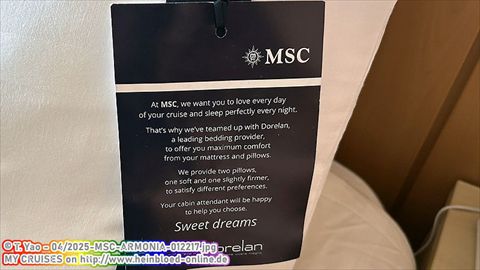 MSC
At MSC, we want you to love every day
of your cruise and sleep perfectly every night.
That's why we've teamed up with Dorelan,
a leading bedding provider,
to offer you maximum comfort
from your mattress and pillows.
We provide two pillows,
one soft and one slightly firmer,
to satisfy different preferences.
Your cabin attendant will be happy
to help you choose.
Sweet dreams
Dorelan
©T. Yao - 04/2025-MSC-ARMONIA-012217.jpg
MY CRUISES on http://www.heinbloed-online.de